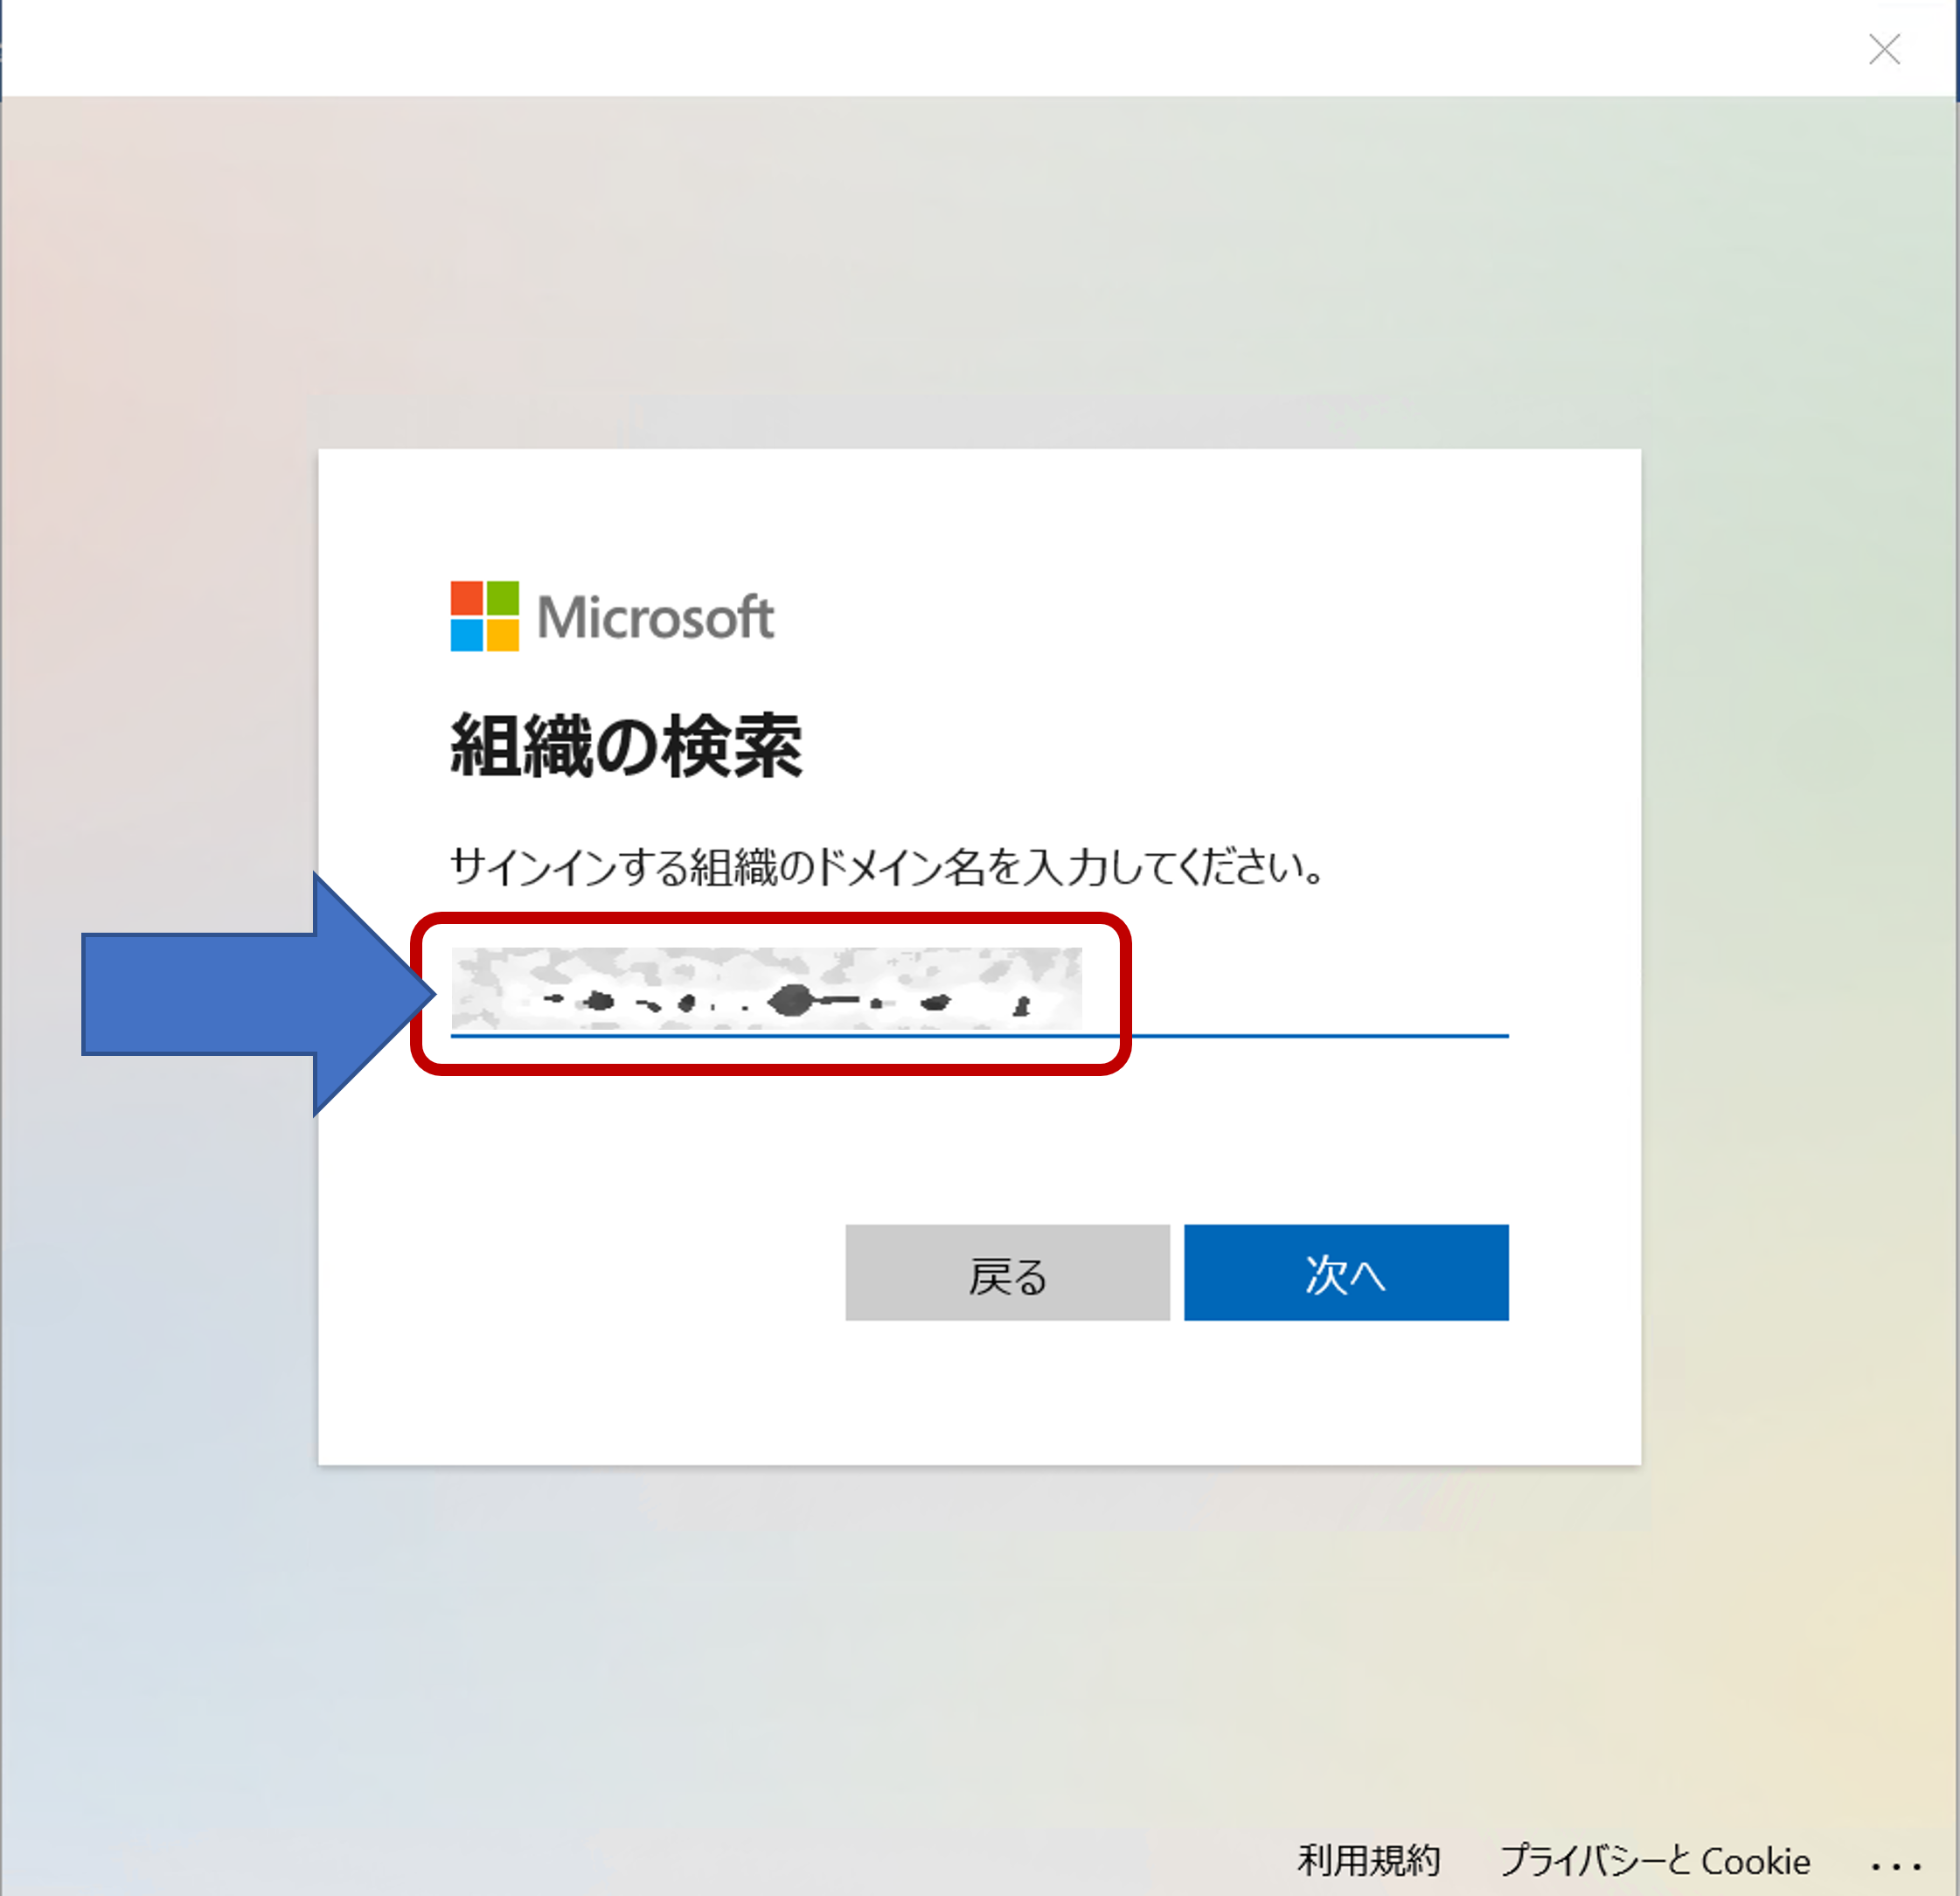 Microsoft
組織の検索
サインインする組織のドメイン名を入力してください。
戻る 次へ
利用規約 プライバシーと Cookie ...